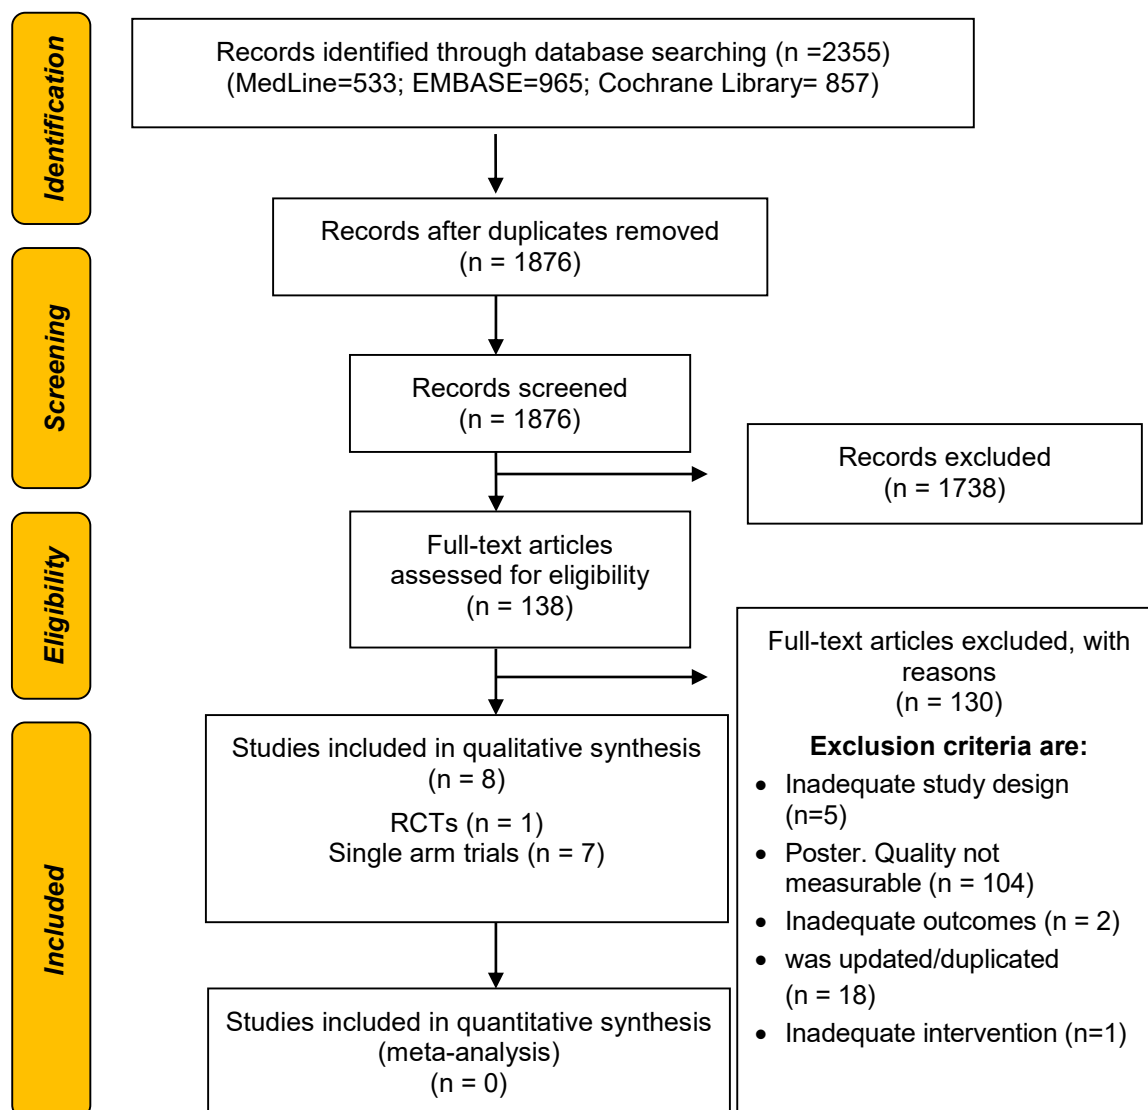 Identification
Records identified through database searching (n =2355)
(MedLine=533; EMBASE=965; Cochrane Library= 857)
Records after duplicates removed
(n = 1876)
Screening
Records screened
(n = 1876)
Records excluded
(n = 1738)
Eligibility
Full-text articles
assessed for eligibility
(n = 138)
Full-text articles excluded, with
reasons
(n = 130)
Exclusion criteria are:
• Inadequate study design
(n=5)
• Poster. Quality not
measurable (n = 104)
• Inadequate outcomes (n = 2)
• was updated/duplicated
(n = 18)
• Inadequate intervention (n=1)
Included
Studies included in qualitative synthesis
(n = 8)
RCTs (n = 1)
Single arm trials (n = 7)
Studies included in quantitative synthesis
(meta-analysis)
(n = 0)